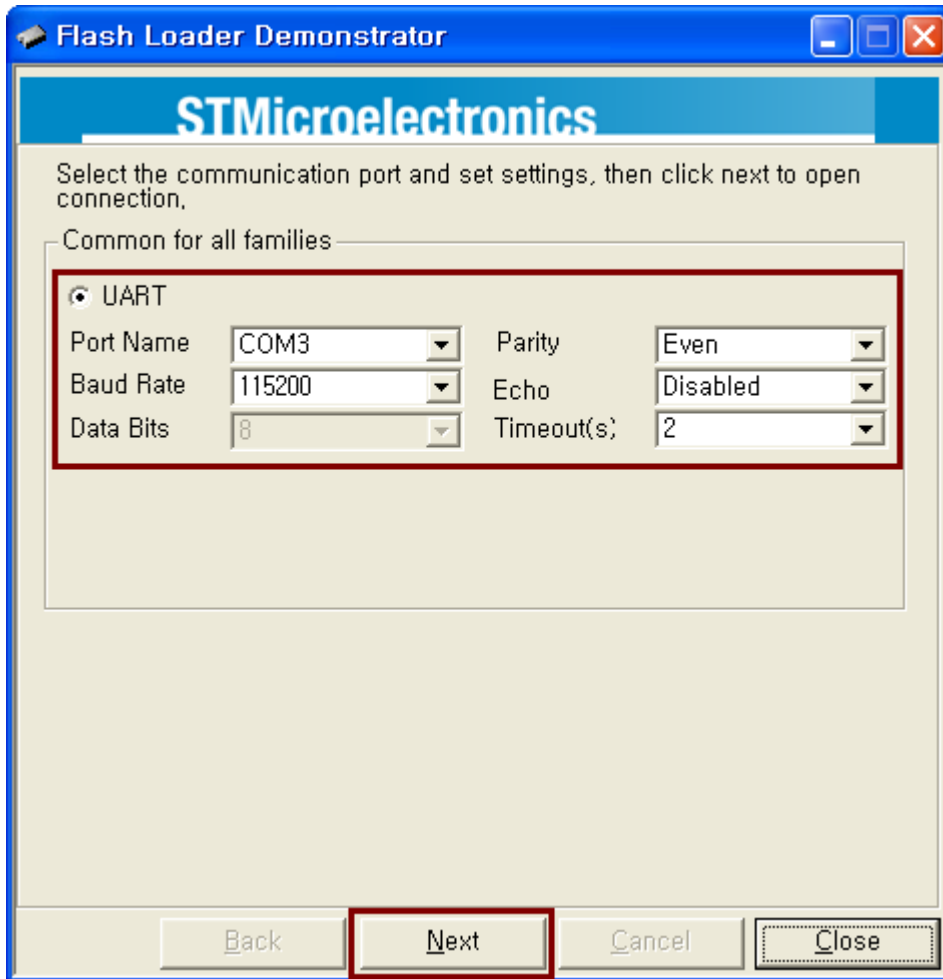 Flash Loader Demonstrator
STMicroelectronics
Select the communication port and set settings, then click next to open
connection,
Common for all families
UART
Port Name COM3 Parity Even
Baud Rate 115200 Echo Disabled
Data Bits 8 Timeout(s) 2
Back Next Cancel Close